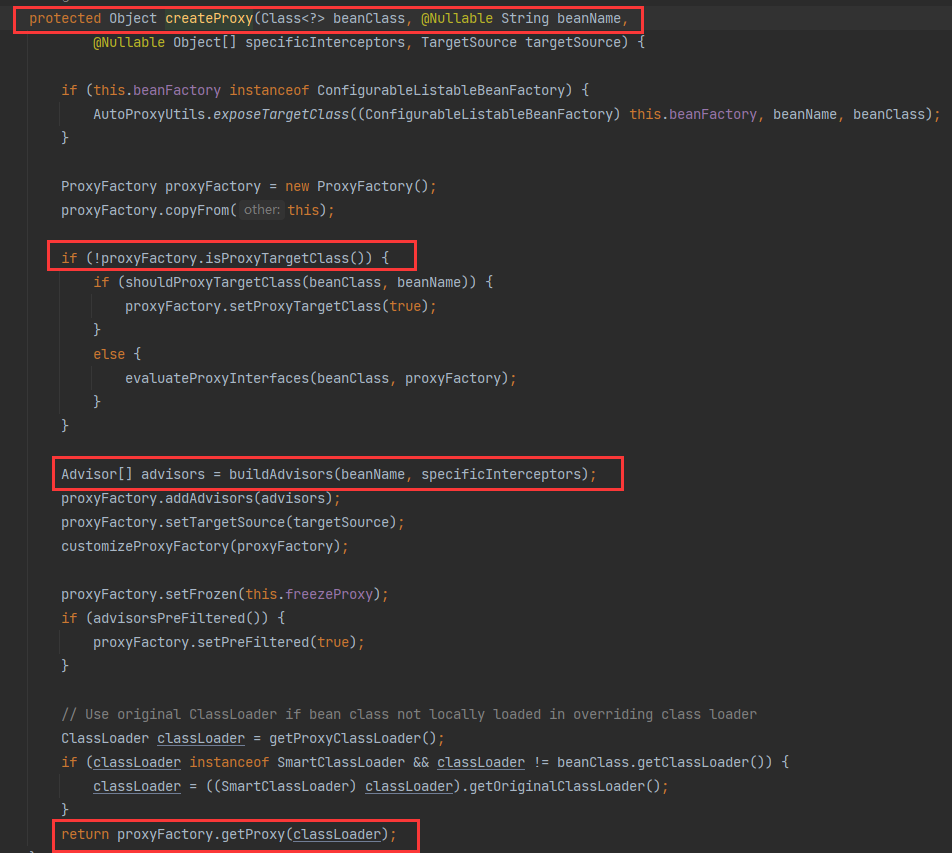 protected Object createProxy(Class<?> beanClass, @Nullable String beanName,
@Nullable Object[] specificInterceptors, TargetSource targetSource) {
if (this.beanFactory instanceof ConfigurableListableBeanFactory) {
AutoProxyUtils.exposeTargetClass((ConfigurableListableBeanFactory) this.beanFactory, beanName, beanClass);
}
ProxyFactory proxyFactory = new ProxyFactory();
proxyFactory.copyFrom( other: this);
if (!proxyFactory.isProxyTargetClass()) {
if (shouldProxyTargetClass(beanClass, beanName)) {
proxyFactory.setProxyTargetClass(true);
}
else {
evaluateProxyInterfaces(beanClass, proxyFactory);
}
}
Advisor[] advisors = buildAdvisors(beanName, specificInterceptors);
proxyFactory.addAdvisors(advisors);
proxyFactory.setTargetSource(targetSource);
customizeProxyFactory(proxyFactory);
proxyFactory.setFrozen(this.freezeProxy);
if (advisorsPreFiltered()) {
proxyFactory.setPreFiltered(true);
}
// Use original ClassLoader if bean class not locally loaded in overriding class loader
ClassLoader classLoader = getProxyClassLoader();
if (classLoader instanceof SmartClassLoader && classLoader != beanClass.getClassLoader()) {
classLoader = ((SmartClassLoader) classLoader).getOriginalClassLoader();
}
return proxyFactory.getProxy(classLoader);